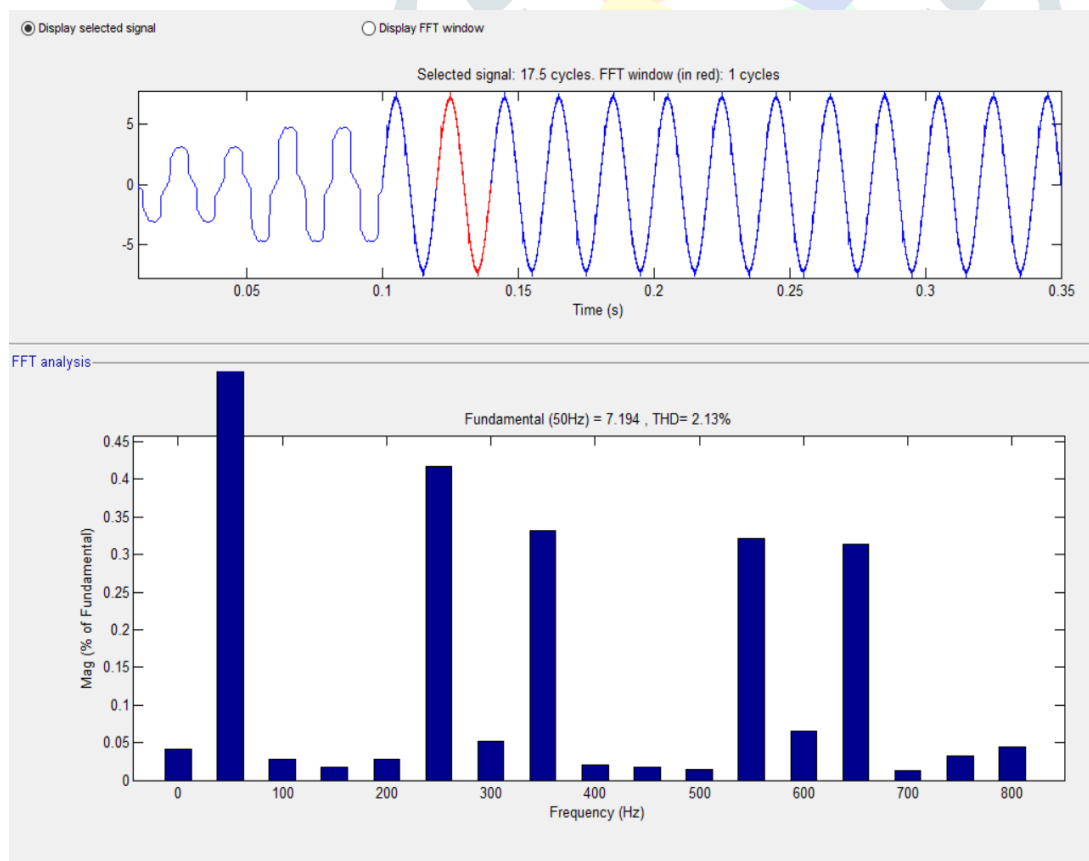 Display selected signal
Display FFT window
Selected signal: 17.5 cycles. FFT window (in red): 1 cycles
5
0
-5
0.05 0.1 0.15 0.2 0.25 0.3 0.35
Time (s)
FFT analysis
Fundamental (50Hz) = 7.194 , THD= 2.13%
Mag (% of Fundamental)
0.45
0.4
0.35
0.3
0.25
0.2
0.15
0.1
0.05
0
0 100 200 300 400 500 600 700 800
Frequency (Hz)